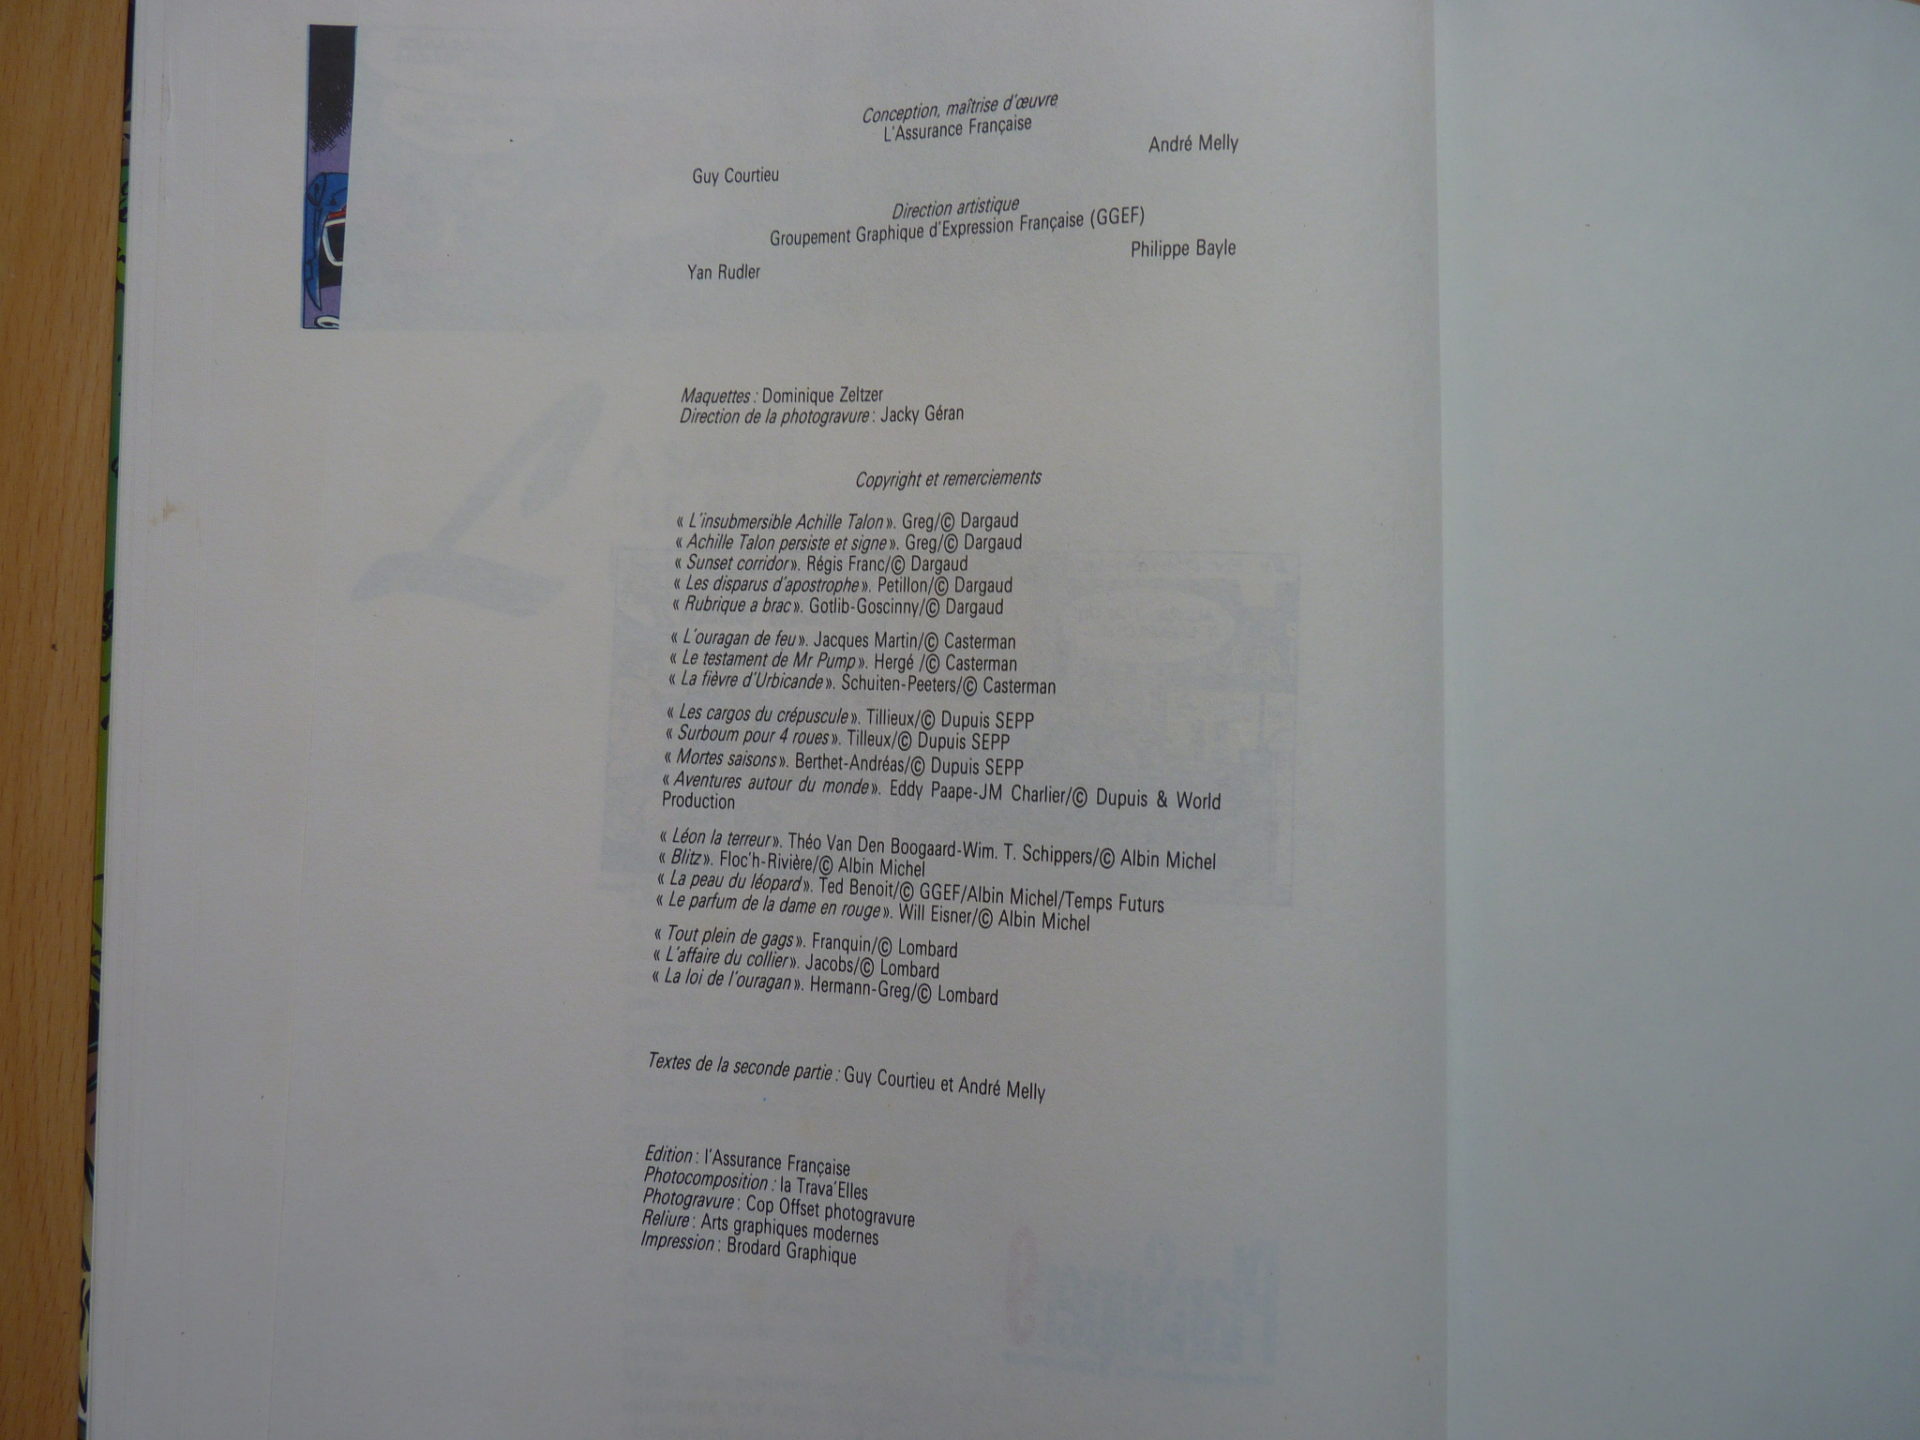 Conception, maîtrise d'œuvre
L'Assurance Française
André Melly
Guy Courtieu
Direction artistique
Groupement Graphique d'Expression Française (GGEF)
Philippe Bayle
Yan Rudler
Maquettes : Dominique Zeltzer
Direction de la photogravure : Jacky Géran
Copyright et remerciements
« L'insubmersible Achille Talon ». Greg/© Dargaud
« Achille Talon persiste et signe ». Greg/© Dargaud
« Sunset corridor ». Régis Franc/© Dargaud
« Les disparus d'apostrophe ». Petillon/© Dargaud
« Rubrique a brac ». Gotlib-Goscinny/© Dargaud
« L'ouragan de feu ». Jacques Martin/© Casterman
« Le testament de Mr Pump ». Hergé /© Casterman
« La fièvre d'Urbicande ». Schuiten-Peeters/© Casterman
« Les cargos du crépuscule ». Tillieux/© Dupuis SEPP
« Surboum pour 4 roues ». Tilleux/© Dupuis SEPP
« Mortes saisons ». Berthet-Andréas/© Dupuis SEPP
« Aventures autour du monde ». Eddy Paape-JM Charlier/© Dupuis & World
Production
« Léon la terreur ». Théo Van Den Boogaard-Wim. T. Schippers/© Albin Michel
« Blitz ». Floc'h-Rivière/© Albin Michel
« La peau du léopard ». Ted Benoit/© GGEF/Albin Michel/Temps Futurs
« Le parfum de la dame en rouge ». Will Eisner/© Albin Michel
« Tout plein de gags ». Franquin/© Lombard
« L'affaire du collier ». Jacobs/© Lombard
« La loi de l'ouragan ». Hermann-Greg/© Lombard
Textes de la seconde partie : Guy Courtieu et André Melly
Edition : l'Assurance Française
Photocomposition : la Trava'Elles
Photogravure : Cop Offset photogravure
Reliure : Arts graphiques modernes
Impression : Brodard Graphique